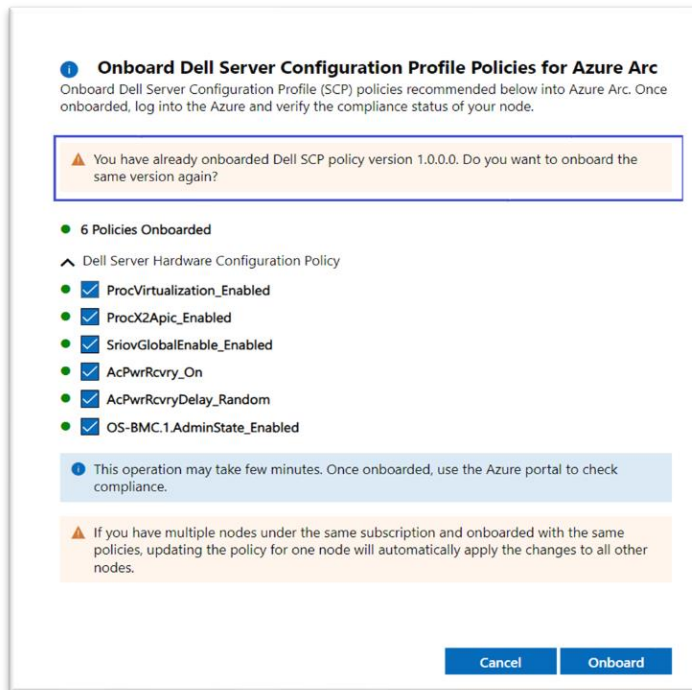 Onboard Dell Server Configuration Profile Policies for Azure Arc
Onboard Dell Server Configuration Profile (SCP) policies recommended below into Azure Arc. Once
onboarded, log into the Azure and verify the compliance status of your node.
You have already onboarded Dell SCP policy version 1.0.0.0. Do you want to onboard the
same version again?
6 Policies Onboarded
Dell Server Hardware Configuration Policy
ProcVirtualization_Enabled
ProcX2Apic_Enabled
SriovGlobalEnable_Enabled
AcPwrRcvry_On
AcPwrRcvryDelay_Random
OS-BMC.1.AdminState_Enabled
This operation may take few minutes. Once onboarded, use the Azure portal to check
compliance.
If you have multiple nodes under the same subscription and onboarded with the same
policies, updating the policy for one node will automatically apply the changes to all other
nodes.
Cancel Onboard